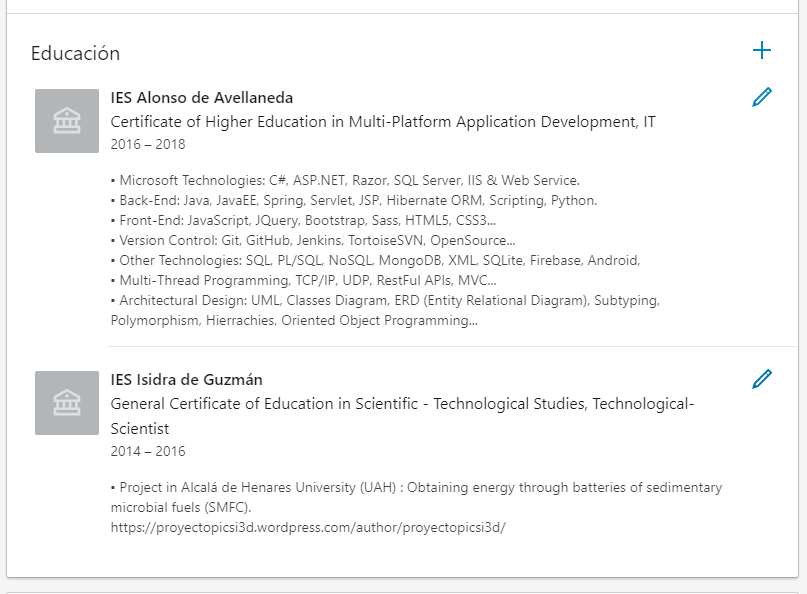 Educación
IES Alonso de Avellaneda
Certificate of Higher Education in Multi-Platform Application Development, IT
2016 – 2018
▪ Microsoft Technologies: C#, ASP.NET, Razor, SQL Server, IIS & Web Service.
▪ Back-End: Java, JavaEE, Spring, Servlet, JSP, Hibernate ORM, Scripting, Python.
▪ Front-End: JavaScript, JQuery, Bootstrap, Sass, HTML5, CSS3...
▪ Version Control: Git, GitHub, Jenkins, TortoiseSVN, OpenSource...
▪ Other Technologies: SQL, PL/SQL, NoSQL, MongoDB, XML, SQLite, Firebase, Android,
▪ Multi-Thread Programming, TCP/IP, UDP, RestFul APIs, MVC...
▪ Architectural Design: UML, Classes Diagram, ERD (Entity Relational Diagram), Subtyping,
Polymorphism, Hierrachies, Oriented Object Programming...
IES Isidra de Guzmán
General Certificate of Education in Scientific - Technological Studies, Technological-
Scientist
2014 – 2016
▪ Project in Alcalá de Henares University (UAH) : Obtaining energy through batteries of sedimentary
microbial fuels (SMFC).
https://proyectopicsi3d.wordpress.com/author/proyectopicsi3d/